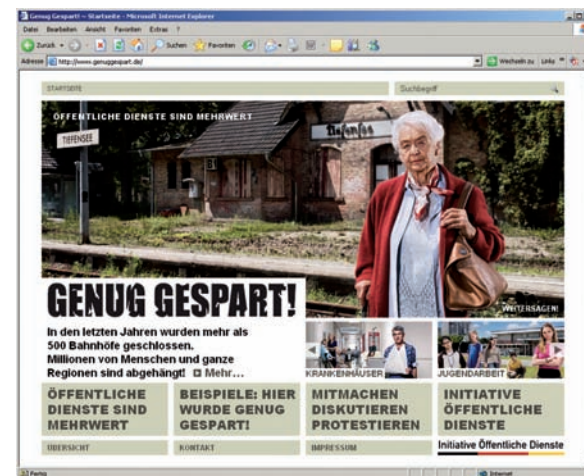 Genug Gespart! – Startseite - Microsoft Internet Explorer
Datei Bearbeiten Ansicht Favoriten Extras ?
Zurück Suchen Favoriten
Adresse http://www.genuggespart.de/ Wechseln zu Links
STARTSEITE
Suchbegriff
ÖFFENTLICHE DIENSTE SIND MEHRWERT
TIEFENSEE
Tiefensee
WEITERSAGEN!
GENUG GESPART!
In den letzten Jahren wurden mehr als
500 Bahnhöfe geschlossen.
Millionen von Menschen und ganze
Regionen sind abgehängt! Mehr...
KRANKENHÄUSER
JUGENDARBEIT
ÖFFENTLICHE
DIENSTE SIND
MEHRWERT
BEISPIELE: HIER
WURDE GENUG
GESPART!
MITMACHEN
DISKUTIEREN
PROTESTIEREN
INITIATIVE
ÖFFENTLICHE
DIENSTE
ÜBERSICHT
KONTAKT
IMPRESSUM
Initiative Öffentliche Dienste
Fertig
Internet